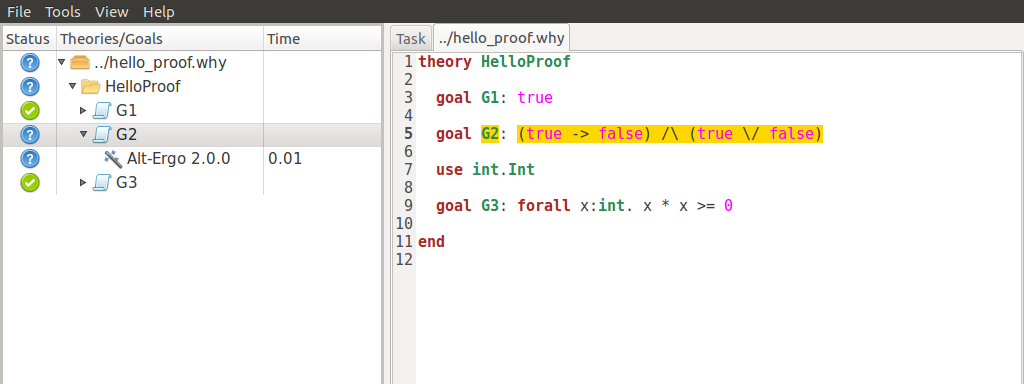 File Tools View Help
Status Theories/Goals Time
../hello_proof.why
HelloProof
G1
G2
Alt-Ergo 2.0.0 0.01
G3
Task ../hello_proof.why
1 theory HelloProof
2
3 goal G1: true
4
5 goal G2: (true -> false) /\ (true \/ false)
6
7 use int.Int
8
9 goal G3: forall x:int. x * x >= 0
10
11 end
12